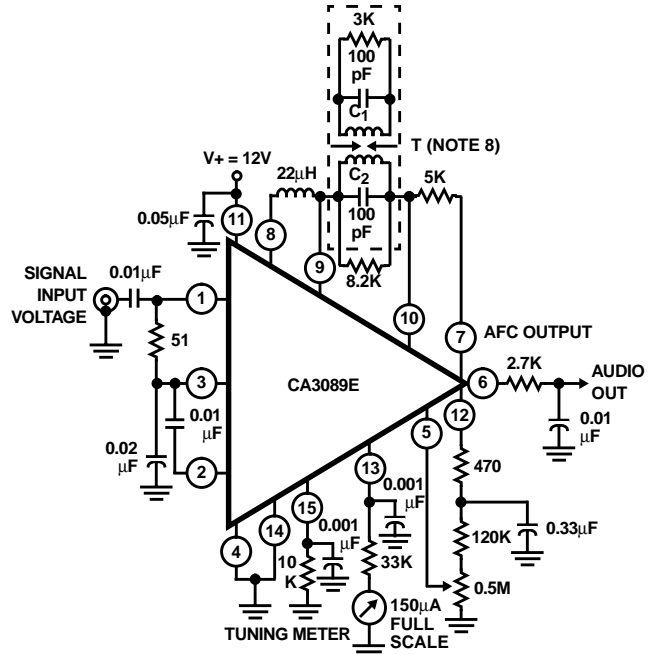 3K
100
pF
C1
T (NOTE 8)
V+ = 12V
22μH
C2
100
pF
5K
0.05μF
11
8
9
8.2K
10
7
AFC OUTPUT
SIGNAL
INPUT
VOLTAGE
0.01μF
1
51
3
CA3089E
6
2.7K
AUDIO
OUT
0.01
μF
0.02
μF
0.01
μF
2
5
12
470
13
0.001
μF
0.33μF
120K
15
0.001
μF
14
4
10
K
33K
0.5M
150μA
FULL
SCALE
TUNING METER